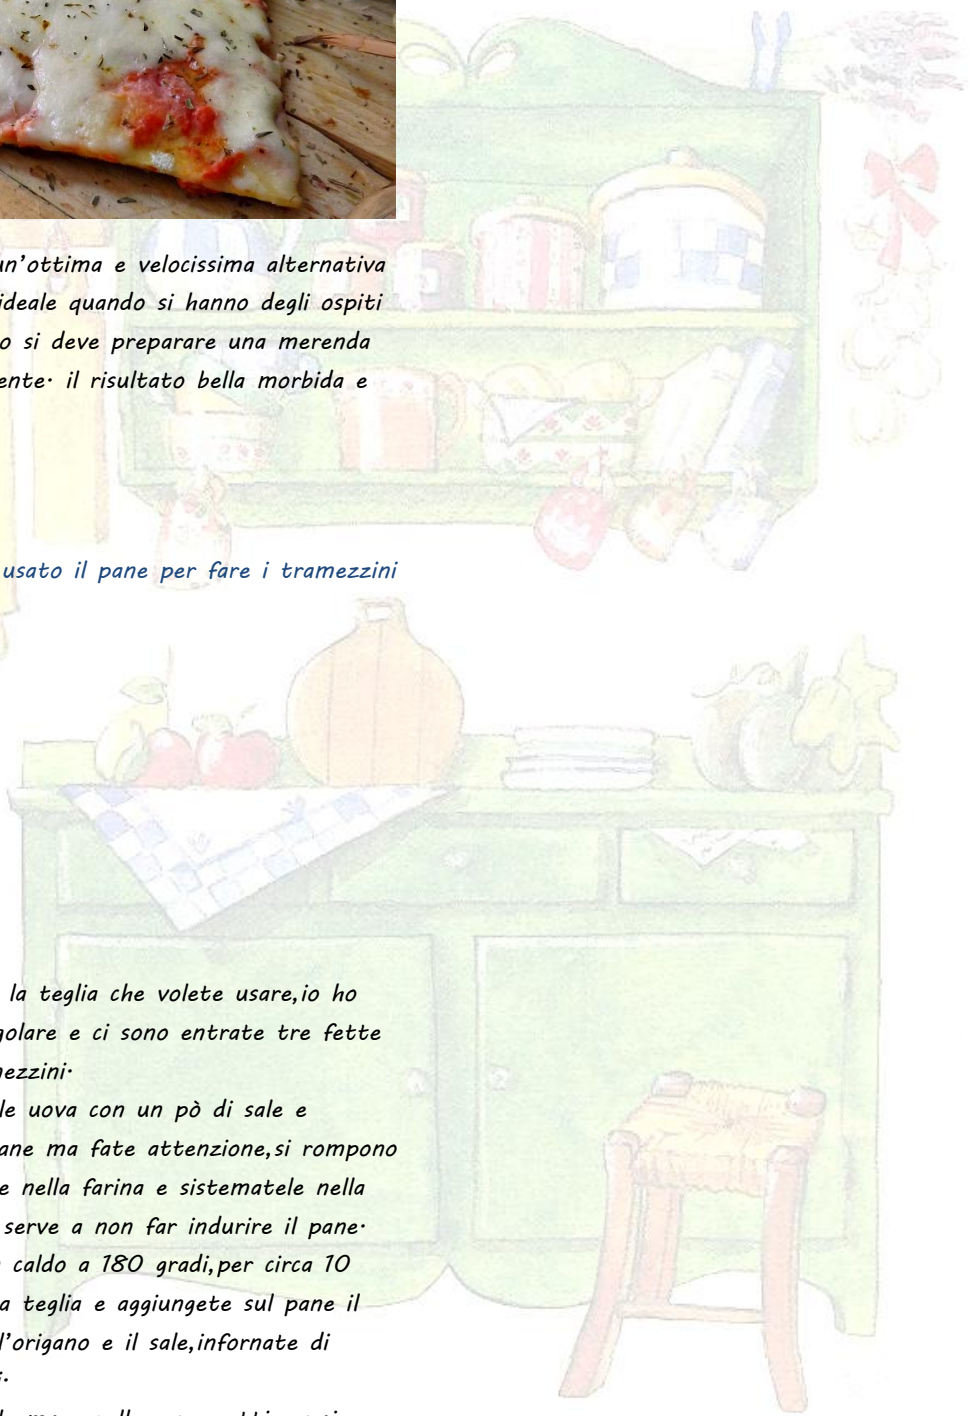 un'ottima e velocissima alternativa
ideale quando si hanno degli ospiti
o si deve preparare una merenda
ente. il risultato bella morbida e
usato il pane per fare i tramezzini
la teglia che volete usare,io ho
golare e ci sono entrate tre fette
mezzini.
le uova con un pò di sale e
ane ma fate attenzione,si rompono
e nella farina e sistematele nella
serve a non far indurire il pane.
caldo a 180 gradi,per circa 10
a teglia e aggiungete sul pane il
l'origano e il sale,infornate di